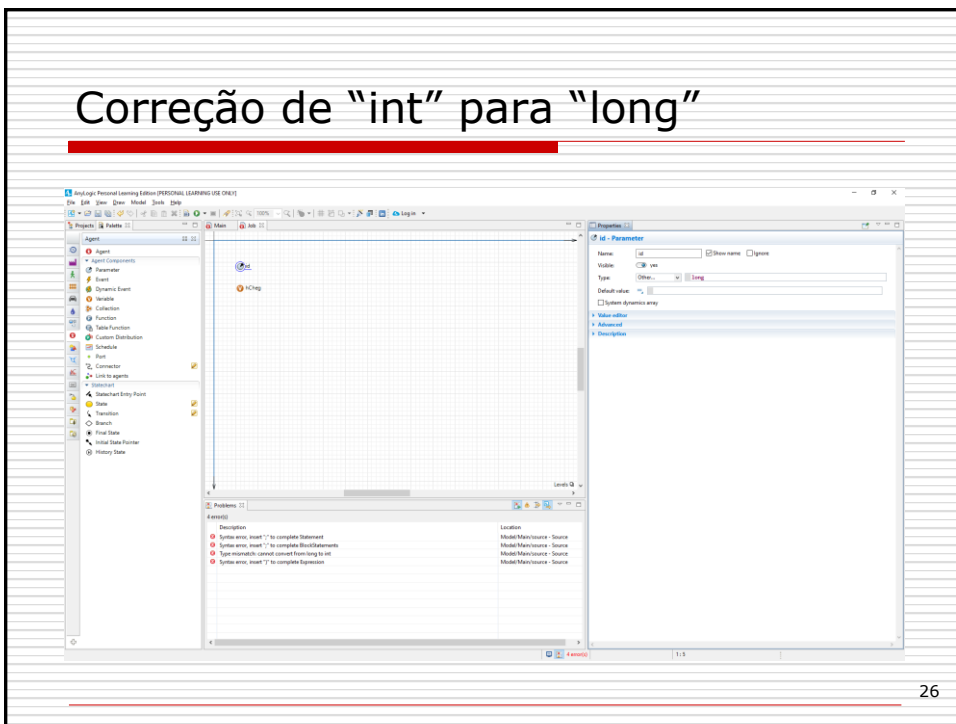 Correção de “int” para “long”
AnyLogic Personal Learning Edition [PERSONAL LEARNING USE ONLY]
File Edit View Draw Model Tools Help
100%
Log in
Projects Palette
Agent
Agent
Agent Components
Parameter
Event
Dynamic Event
Variable
Collection
Function
Table Function
Custom Distribution
Schedule
Port
Connector
Link to agents
Statechart
Statechart Entry Point
State
Transition
Branch
Final State
Initial State Pointer
History State
Main Job
id
hCheg
Levels
Problems
4 error(s)
Description Location
Syntax error, insert ";" to complete Statement Model/Main/source - Source
Syntax error, insert ";" to complete BlockStatements Model/Main/source - Source
Type mismatch: cannot convert from long to int Model/Main/source - Source
Syntax error, insert ")" to complete Expression Model/Main/source - Source
Properties
id - Parameter
Name: id Show name Ignore
Visible: yes
Type: Other... long
Default value:
System dynamics array
Value editor
Advanced
Description
4 error(s) 1 : 5
26